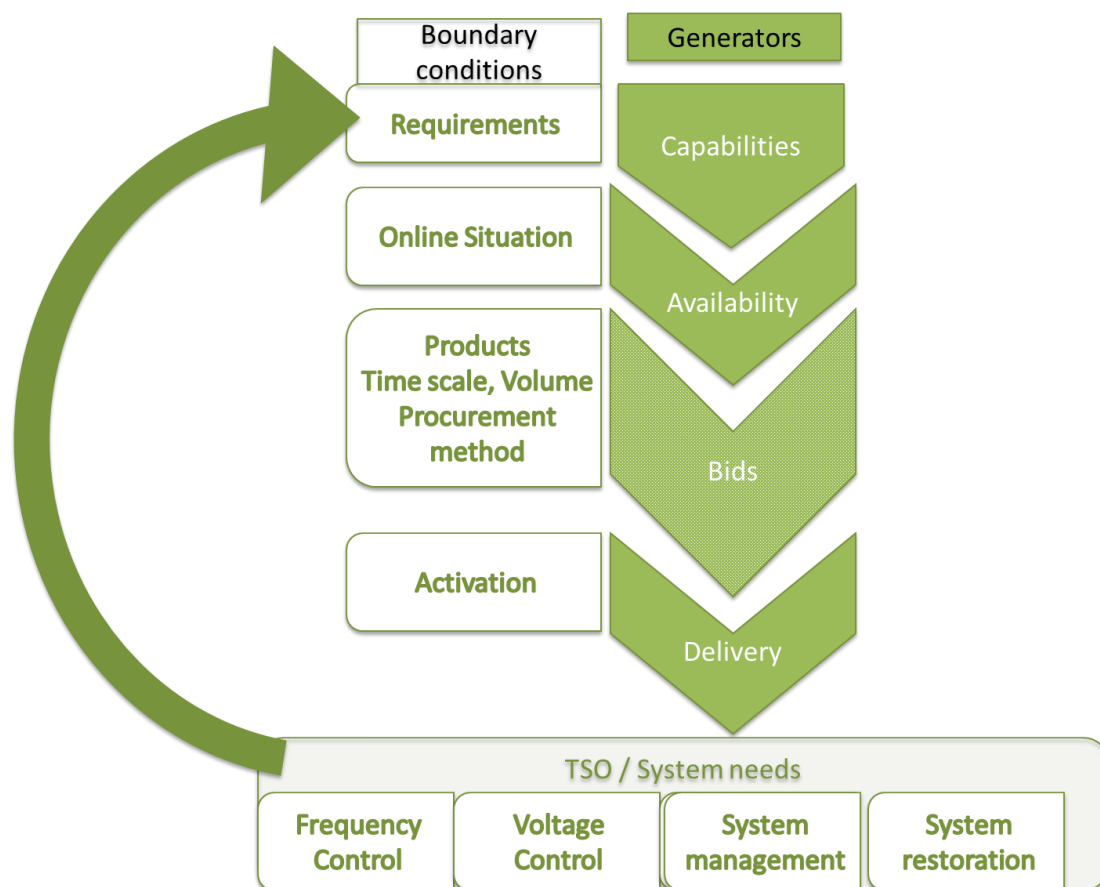 Boundary
conditions
Generators
Requirements
Capabilities
Online Situation
Availability
Products
Time scale, Volume
Procurement
method
Bids
Activation
Delivery
TSO / System needs
Frequency
Control
Voltage
Control
System
management
System
restoration